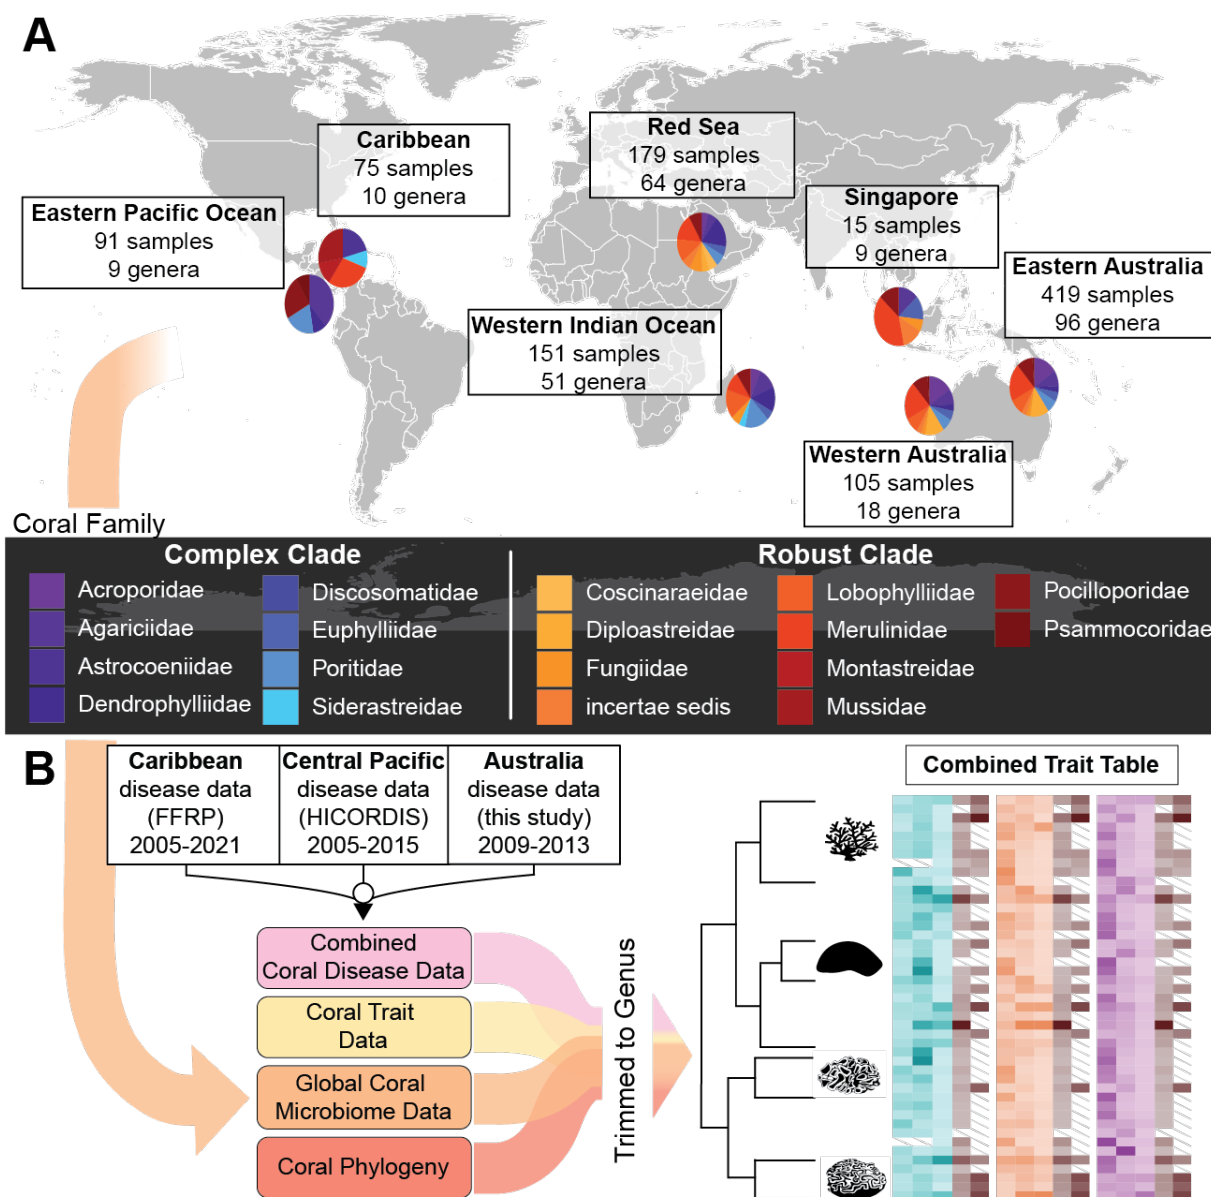 A
Caribbean
75 samples
10 genera
Red Sea
179 samples
64 genera
Eastern Pacific Ocean
91 samples
9 genera
Singapore
15 samples
9 genera
Eastern Australia
419 samples
96 genera
Western Indian Ocean
151 samples
51 genera
Western Australia
105 samples
18 genera
Coral Family
Complex Clade
Acroporidae
Agariciidae
Astrocoeniidae
Dendrophylliidae
Discosomatidae
Euphylliidae
Poritidae
Siderastreidae
Robust Clade
Coscinaraeidae
Diploastreidae
Fungiidae
incertae sedis
Lobophylliidae
Merulinidae
Montastreidae
Mussidae
Pocilloporidae
Psammocoridae
B
Caribbean
disease data
(FFRP)
2005-2021
Central Pacific
disease data
(HICORDIS)
2005-2015
Australia
disease data
(this study)
2009-2013
Combined
Coral Disease Data
Coral Trait
Data
Global Coral
Microbiome Data
Coral Phylogeny
Trimmed to Genus
Combined Trait Table